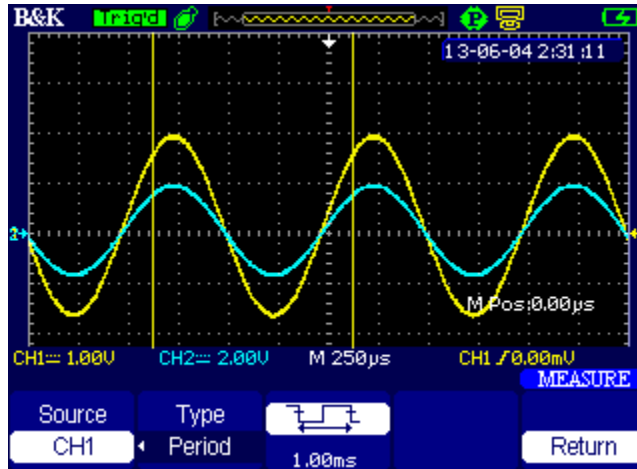 B&K Trig'd P
13-06-04 2:31:11
2
M Pos:0.00µs
CH1 1.00V CH2 2.00V M 250µs CH1 0.00mV
MEASURE
Source Type
CH1 Period 1.00ms Return